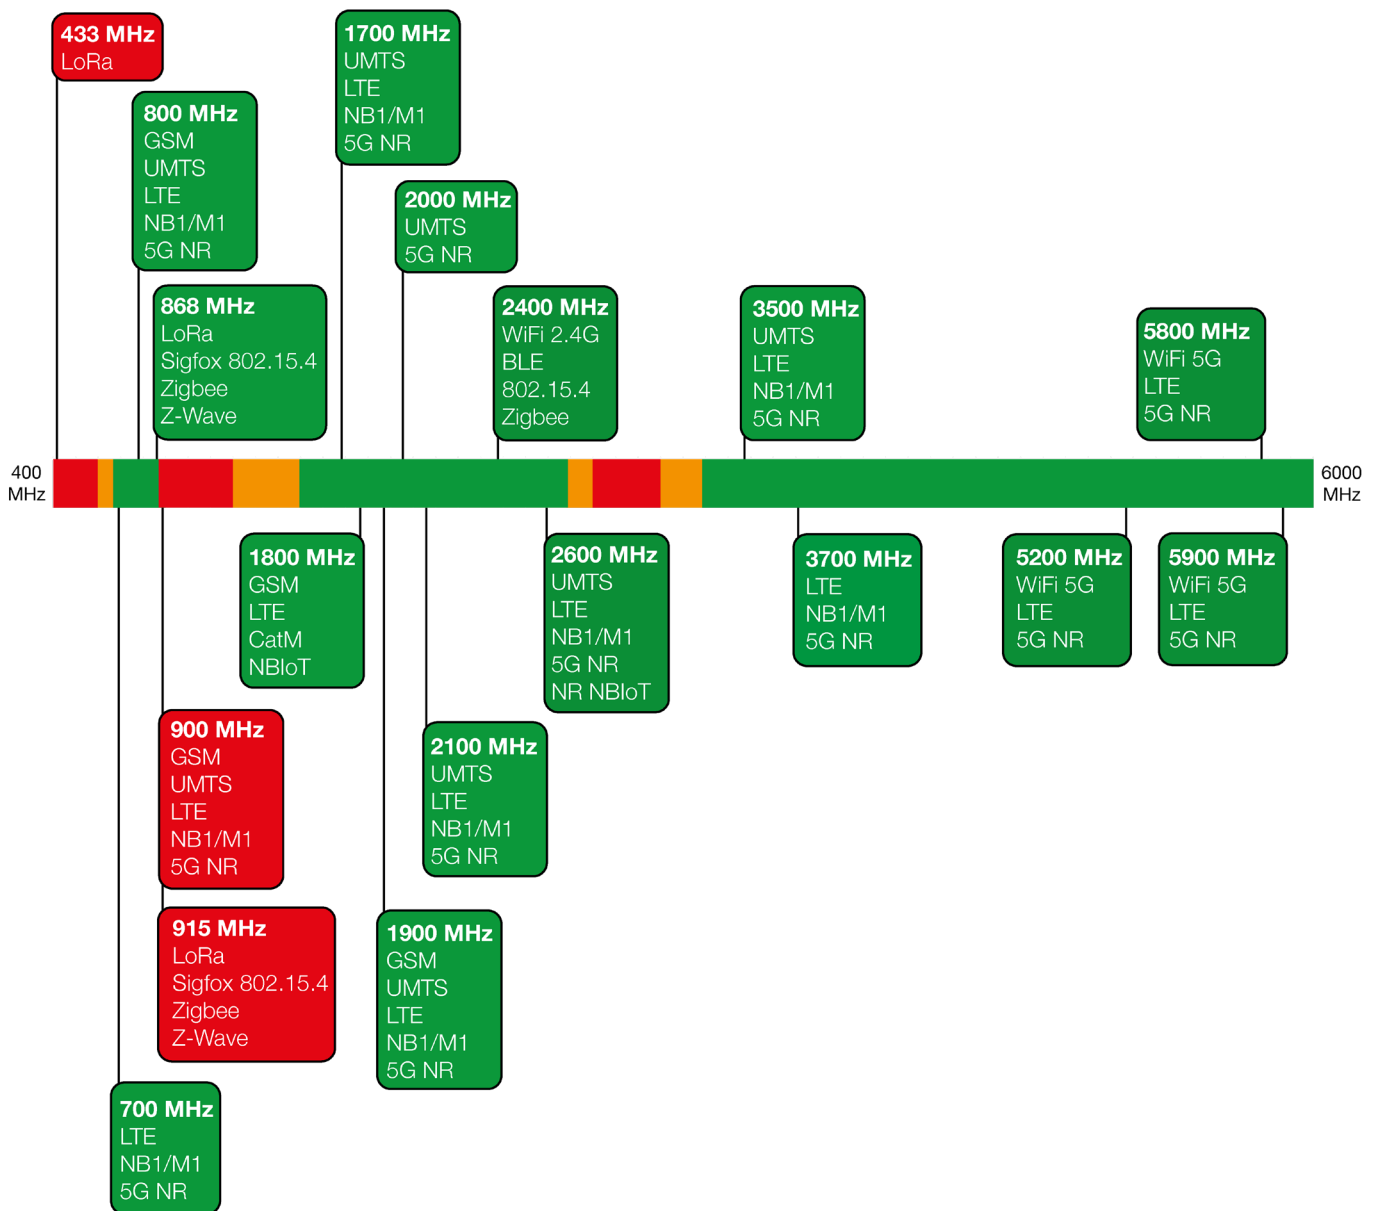 433 MHz
LoRa
800 MHz
GSM
UMTS
LTE
NB1/M1
5G NR
868 MHz
LoRa
Sigfox 802.15.4
Zigbee
Z-Wave
1700 MHz
UMTS
LTE
NB1/M1
5G NR
2000 MHz
UMTS
5G NR
2400 MHz
WiFi 2.4G
BLE
802.15.4
Zigbee
3500 MHz
UMTS
LTE
NB1/M1
5G NR
5800 MHz
WiFi 5G
LTE
5G NR
400
MHz
6000
MHz
1800 MHz
GSM
LTE
CatM
NBIoT
900 MHz
GSM
UMTS
LTE
NB1/M1
5G NR
915 MHz
LoRa
Sigfox 802.15.4
Zigbee
Z-Wave
700 MHz
LTE
NB1/M1
5G NR
2600 MHz
UMTS
LTE
NB1/M1
5G NR
NR NBIoT
2100 MHz
UMTS
LTE
NB1/M1
5G NR
1900 MHz
GSM
UMTS
LTE
NB1/M1
5G NR
3700 MHz
LTE
NB1/M1
5G NR
5200 MHz
WiFi 5G
LTE
5G NR
5900 MHz
WiFi 5G
LTE
5G NR